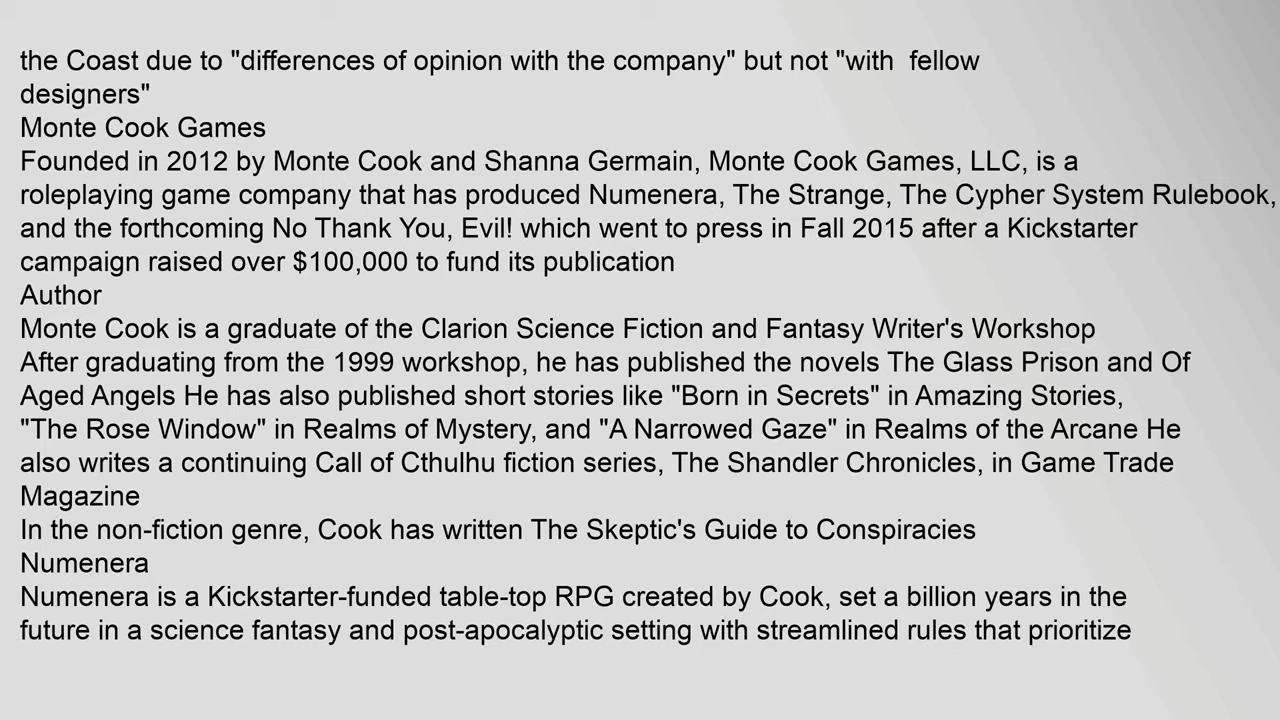 the Coast due to "differences of opinion with the company" but not "with  fellow
designers"
Monte Cook Games
Founded in 2012 by Monte Cook and Shanna Germain, Monte Cook Games, LLC, is a
roleplaying game company that has produced Numenera, The Strange, The Cypher System Rulebook,
and the forthcoming No Thank You, Evil! which went to press in Fall 2015 after a Kickstarter
campaign raised over $100,000 to fund its publication
Author
Monte Cook is a graduate of the Clarion Science Fiction and Fantasy Writer's Workshop
After graduating from the 1999 workshop, he has published the novels The Glass Prison and Of
Aged Angels He has also published short stories like "Born in Secrets" in Amazing Stories,
"The Rose Window" in Realms of Mystery, and "A Narrowed Gaze" in Realms of the Arcane He
also writes a continuing Call of Cthulhu fiction series, The Shandler Chronicles, in Game Trade
Magazine
In the non-fiction genre, Cook has written The Skeptic's Guide to Conspiracies
Numenera
Numenera is a Kickstarter-funded table-top RPG created by Cook, set a billion years in the
future in a science fantasy and post-apocalyptic setting with streamlined rules that prioritize